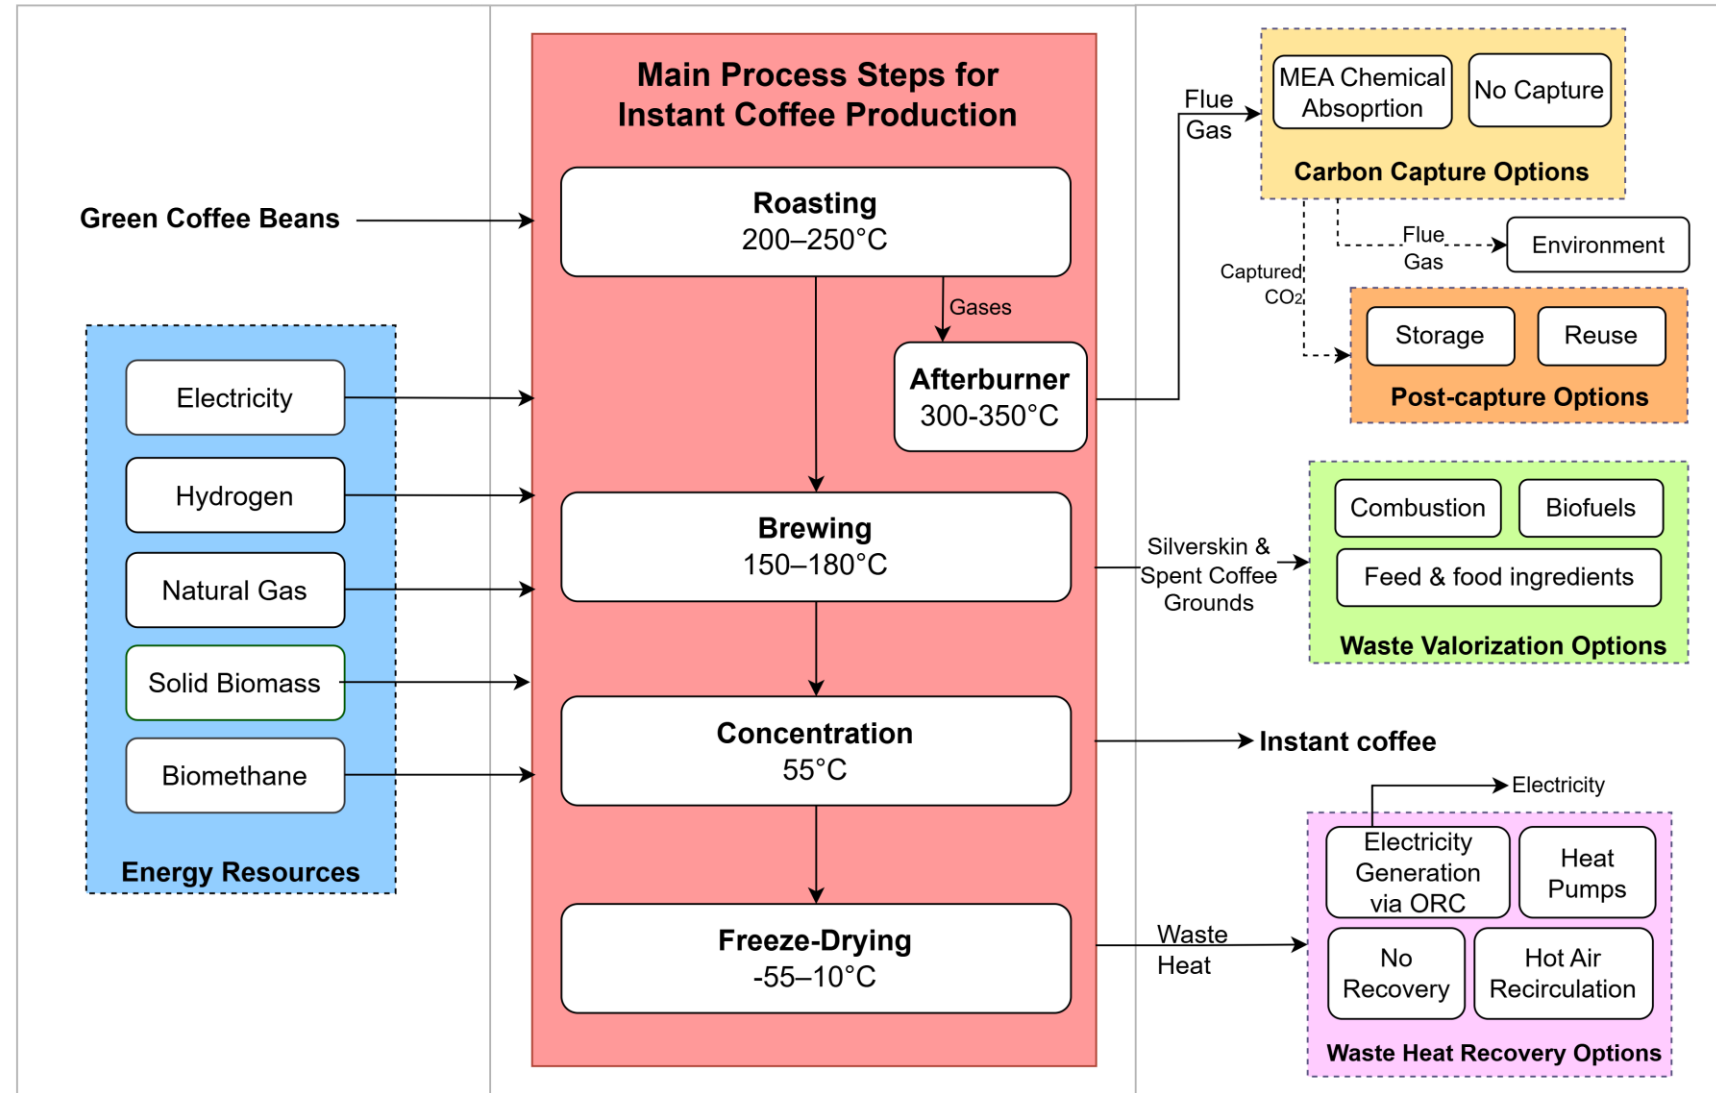 Green Coffee Beans
Electricity
Hydrogen
Natural Gas
Solid Biomass
Biomethane
Energy Resources
Main Process Steps for
Instant Coffee Production
Roasting
200–250°C
Gases
Afterburner
300-350°C
Brewing
150–180°C
Concentration
55°C
Freeze-Drying
-55–10°C
Flue
Gas
MEA Chemical
Absoprtion
No Capture
Carbon Capture Options
Flue
Gas
Environment
Captured
CO2
Storage
Reuse
Post-capture Options
Silverskin &
Spent Coffee
Grounds
Combustion
Biofuels
Feed & food ingredients
Waste Valorization Options
Instant coffee
Electricity
Waste
Heat
Electricity
Generation
via ORC
Heat
Pumps
No
Recovery
Hot Air
Recirculation
Waste Heat Recovery Options